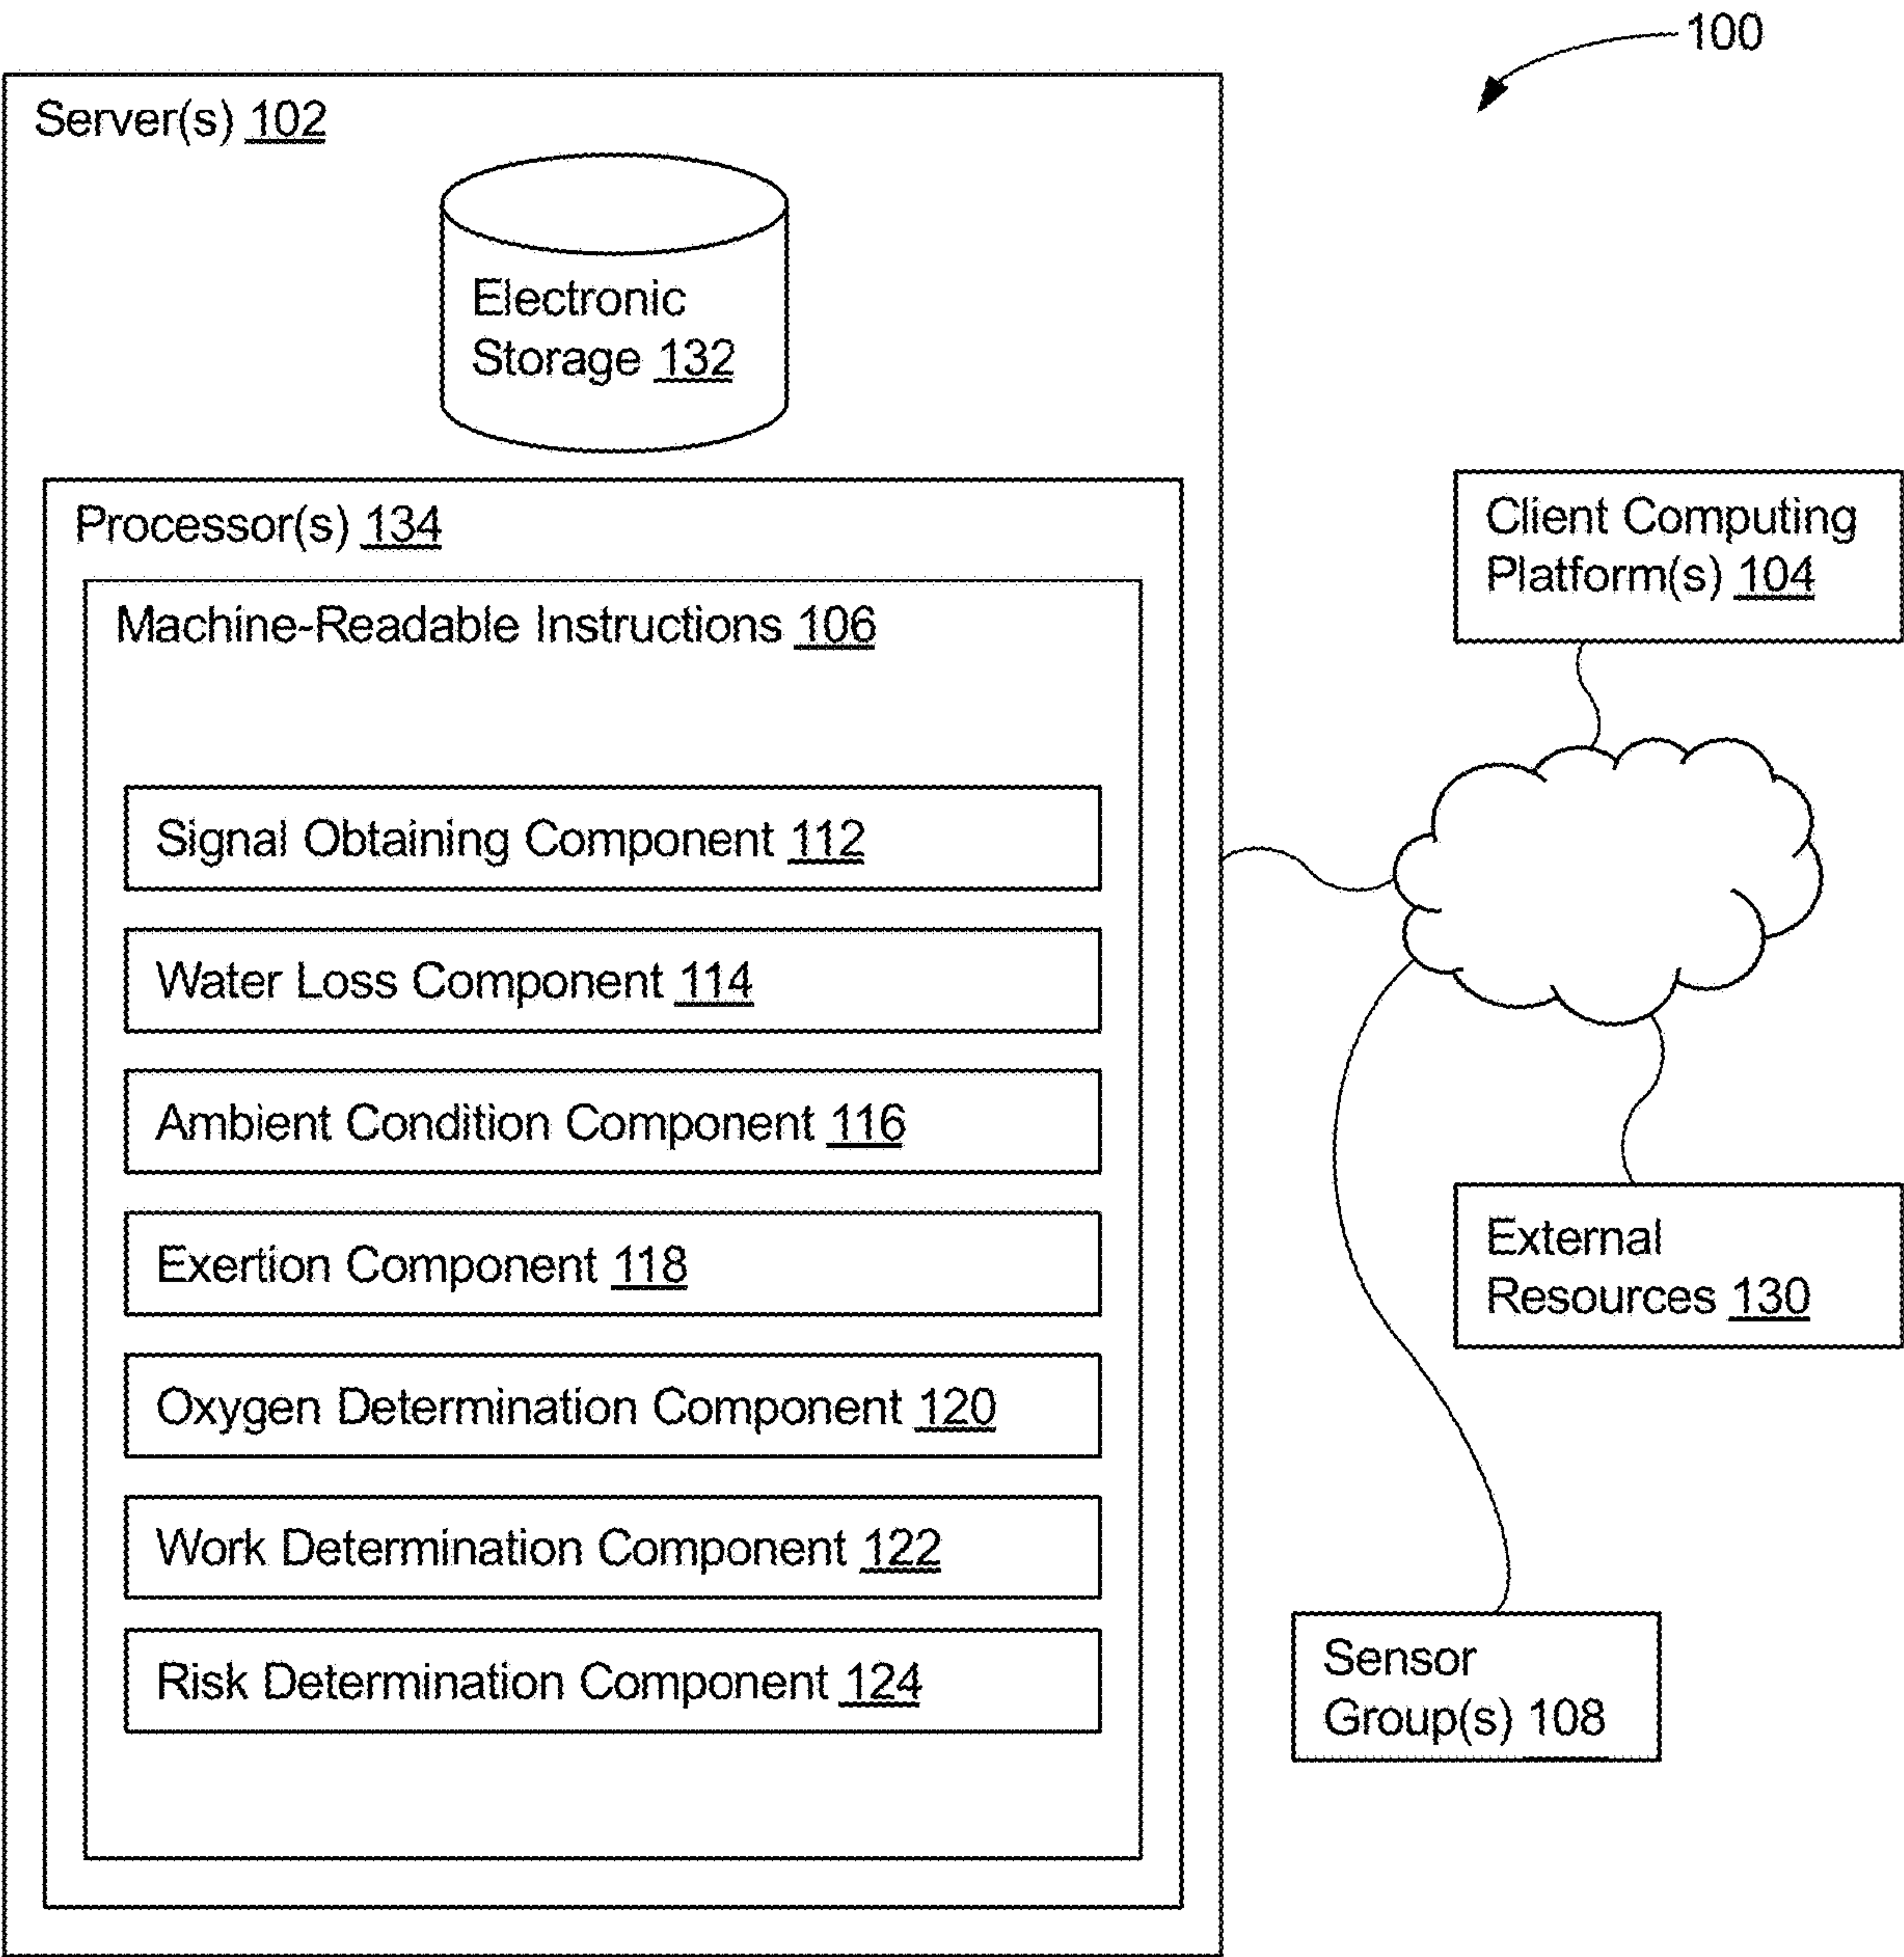 100
Server(s) 102
Electronic
Storage 132
Processor(s) 134
Machine-Readable Instructions 106
Signal Obtaining Component 112
Water Loss Component 114
Ambient Condition Component 116
Exertion Component 118
Oxygen Determination Component 120
Work Determination Component 122
Risk Determination Component 124
Client Computing
Platform(s) 104
External
Resources 130
Sensor
Group(s) 108